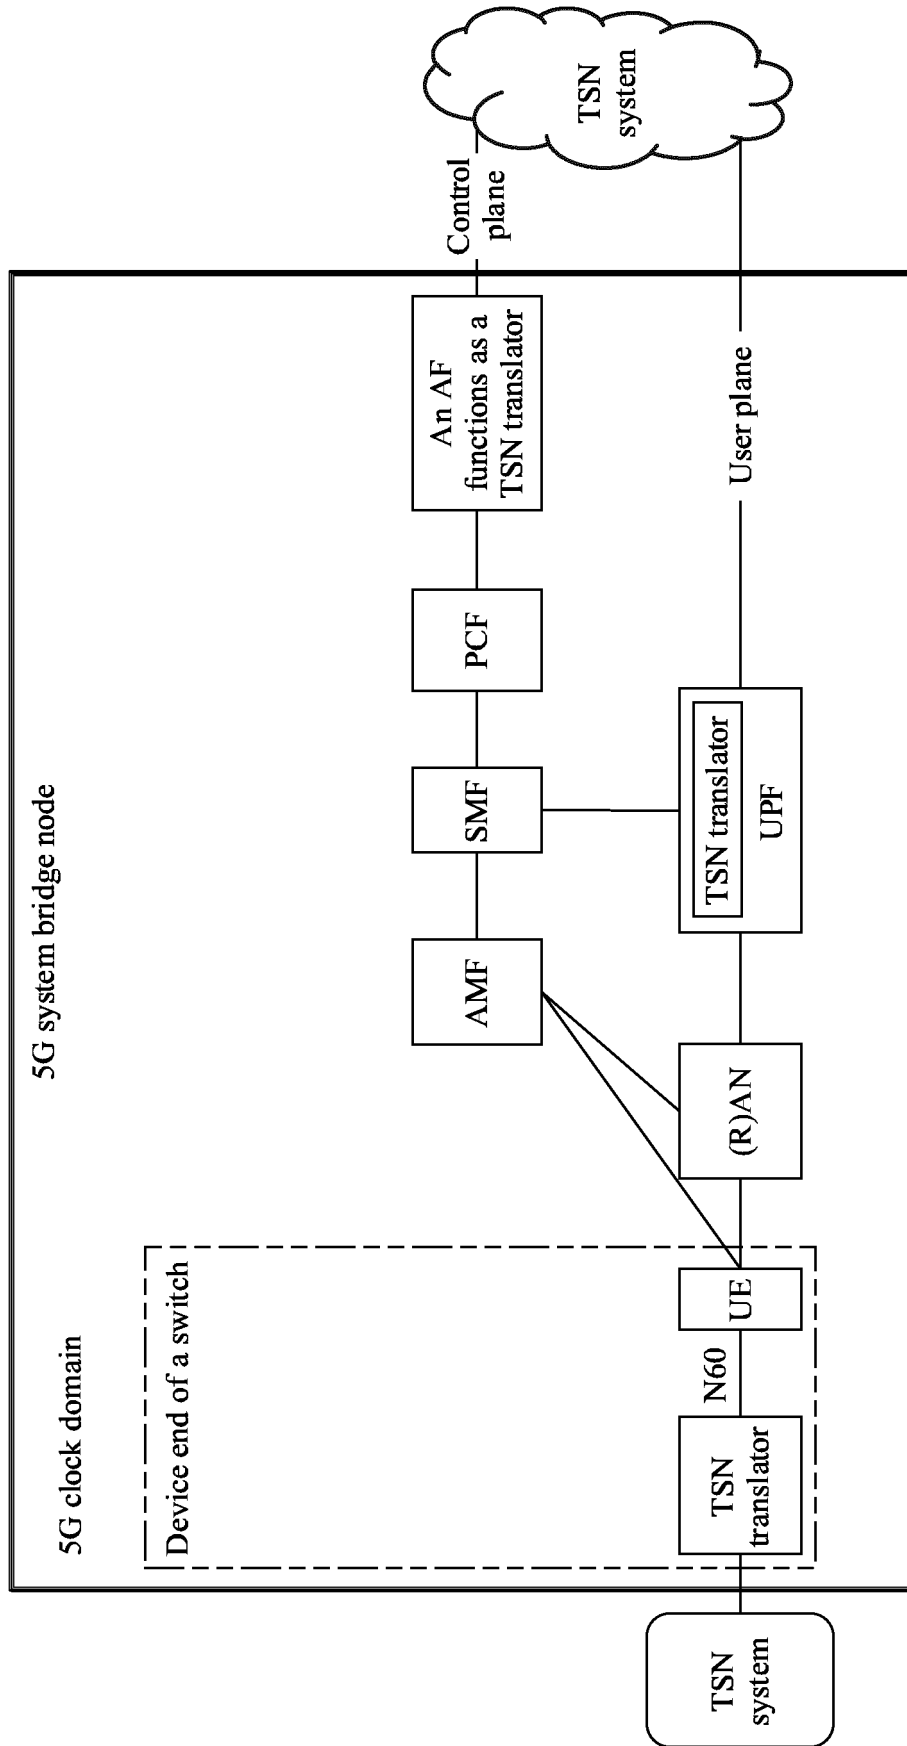 5G system bridge node
5G clock domain
Device end of a switch
AMF
SMF
PCF
An AF
functions as a
TSN translator
Control
plane
TSN
system
TSN
system
TSN
translator
N60
UE
(R)AN
TSN translator
UPF
User plane